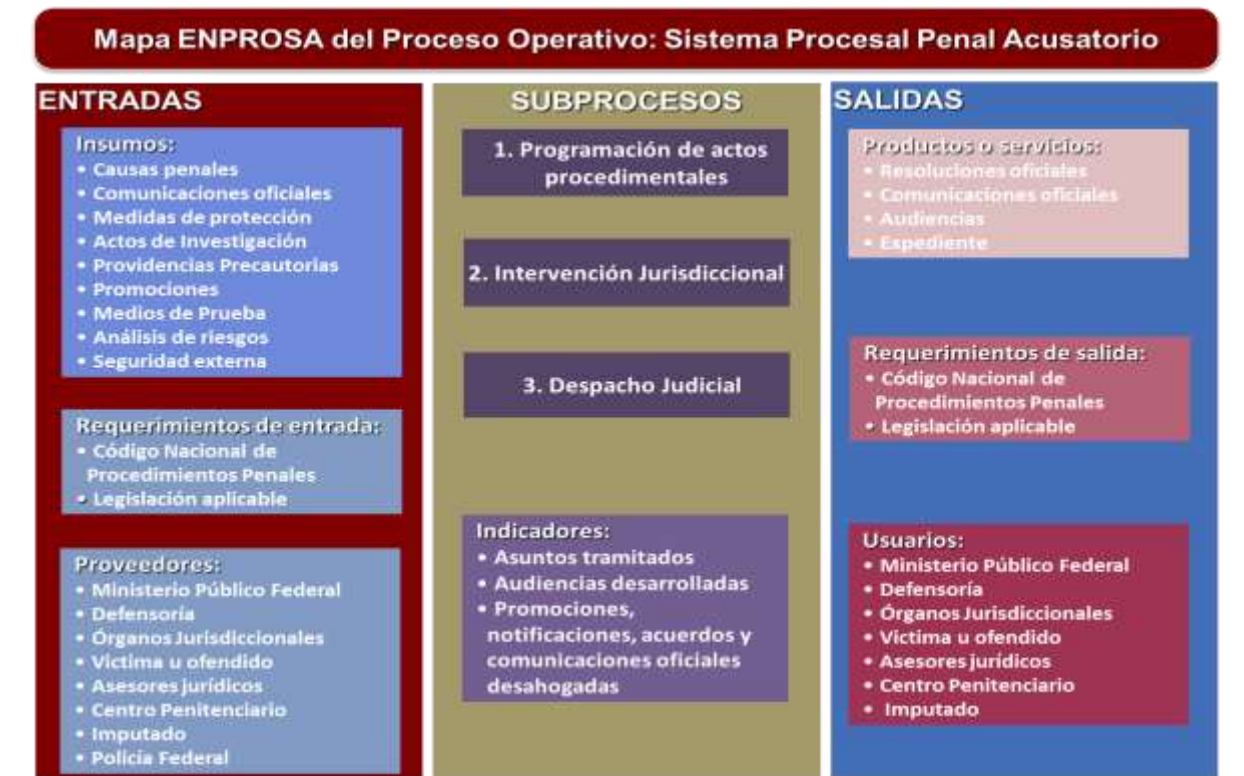 Mapa ENPROSA del Proceso Operativo: Sistema Procesal Penal Acusatorio
ENTRADAS
Insumos:
• Causas penales
• Comunicaciones oficiales
• Medidas de protección
• Actos de Investigación
• Providencias Precautorias
• Promociones
• Medios de Prueba
• Análisis de riesgos
• Seguridad externa
Requerimientos de entrada:
• Código Nacional de
Procedimientos Penales
• Legislación aplicable
Proveedores:
• Ministerio Público Federal
• Defensoría
• Órganos Jurisdiccionales
• Victima u ofendido
• Asesores jurídicos
• Centro Penitenciario
• Imputado
• Policía Federal
SUBPROCESOS
1. Programación de actos
procedimentales
2. Intervención Jurisdiccional
3. Despacho Judicial
Indicadores:
• Asuntos tramitados
• Audiencias desarrolladas
• Promociones,
notificaciones, acuerdos y
comunicaciones oficiales
desahogadas
SALIDAS
Productos o servicios:
• Resoluciones oficiales
• Comunicaciones oficiales
• Audiencias
• Expediente
Requerimientos de salida:
• Código Nacional de
Procedimientos Penales
• Legislación aplicable
Usuarios:
• Ministerio Público Federal
• Defensoría
• Órganos Jurisdiccionales
• Victima u ofendido
• Asesores jurídicos
• Centro Penitenciario
• Imputado